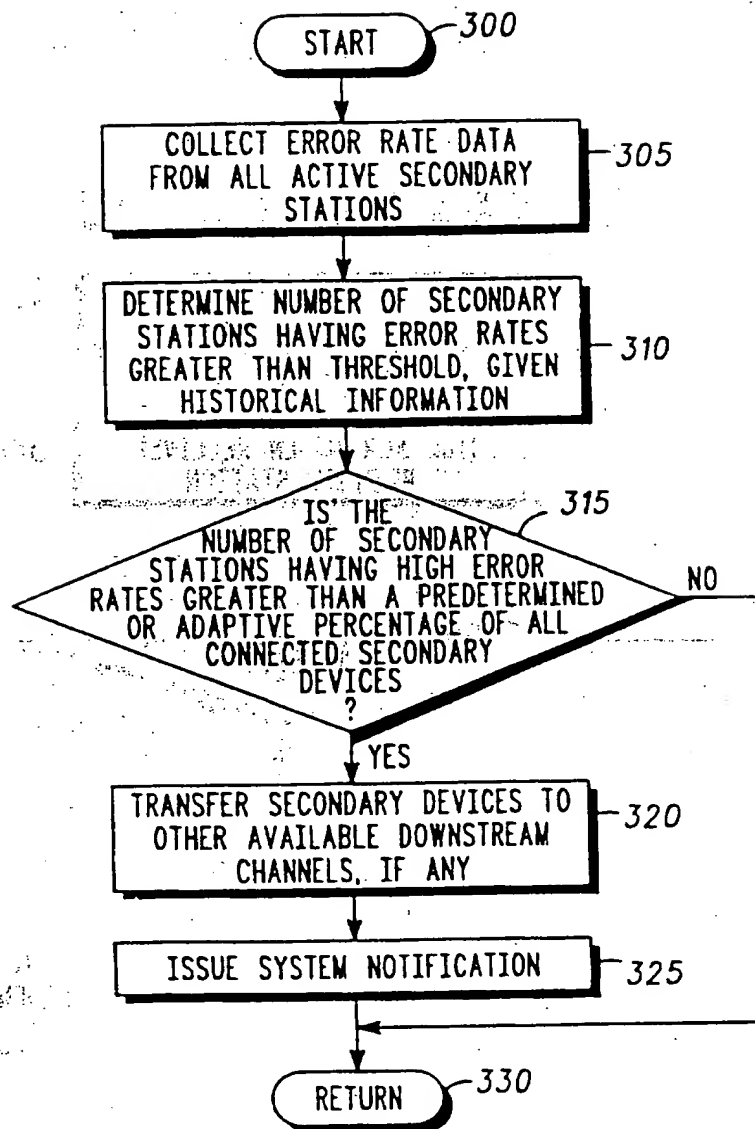 START
300
COLLECT ERROR RATE DATA
FROM ALL ACTIVE SECONDARY
STATIONS
305
DETERMINE NUMBER OF SECONDARY
STATIONS HAVING ERROR RATES
GREATER THAN THRESHOLD, GIVEN
HISTORICAL INFORMATION
310
IS THE
NUMBER OF SECONDARY
STATIONS HAVING HIGH ERROR
RATES GREATER THAN A PREDETERMINED
OR ADAPTIVE PERCENTAGE OF ALL
CONNECTED SECONDARY
DEVICES
?
315
NO
YES
TRANSFER SECONDARY DEVICES TO
OTHER AVAILABLE DOWNSTREAM
CHANNELS, IF ANY
320
ISSUE SYSTEM NOTIFICATION
325
RETURN
330